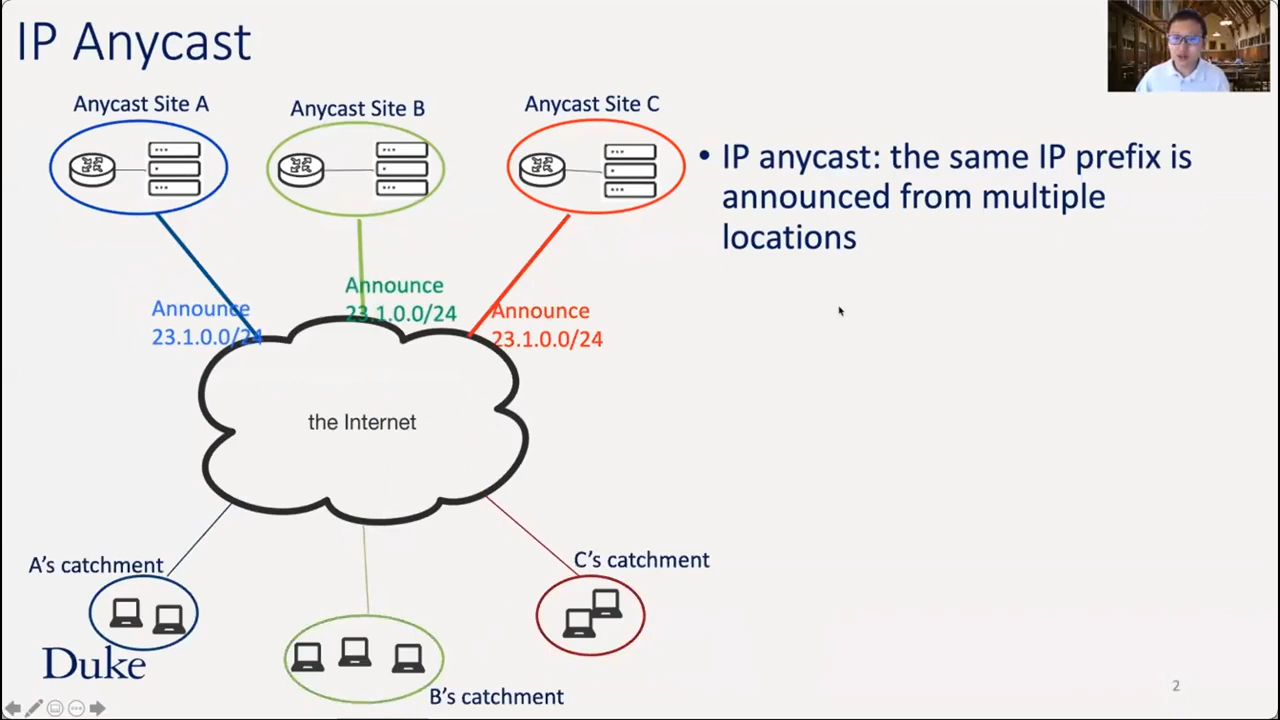 IP Anycast
Anycast Site A
Anycast Site B
Anycast Site C
• IP anycast: the same IP prefix is
announced from multiple
locations
Announce
23.1.0.0/24
Announce
23.1.0.0/24
Announce
23.1.0.0/24
the Internet
A’s catchment
C’s catchment
B’s catchment
Duke
2